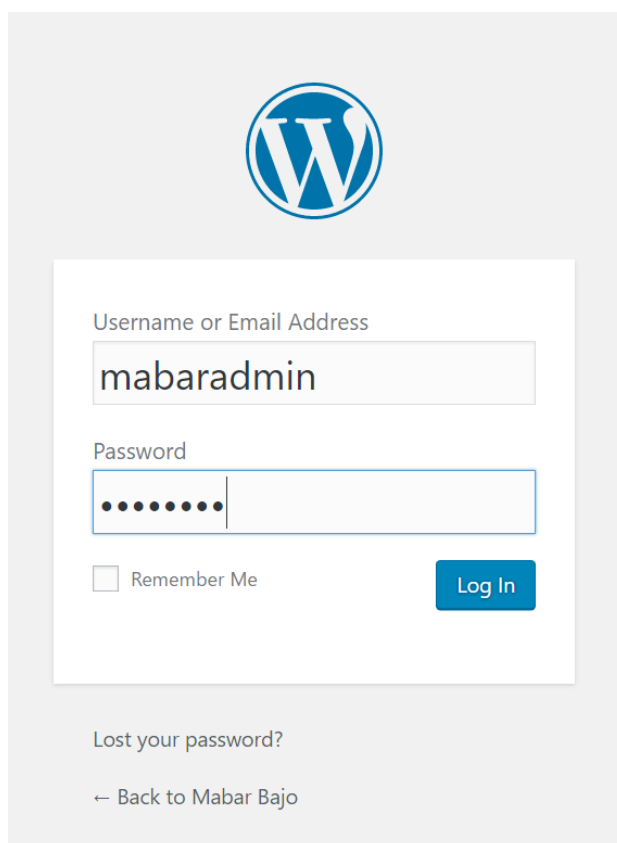 Username or Email Address
mabaradmin
Password
••••••••
Remember Me
Log In
Lost your password?
← Back to Mabar Bajo